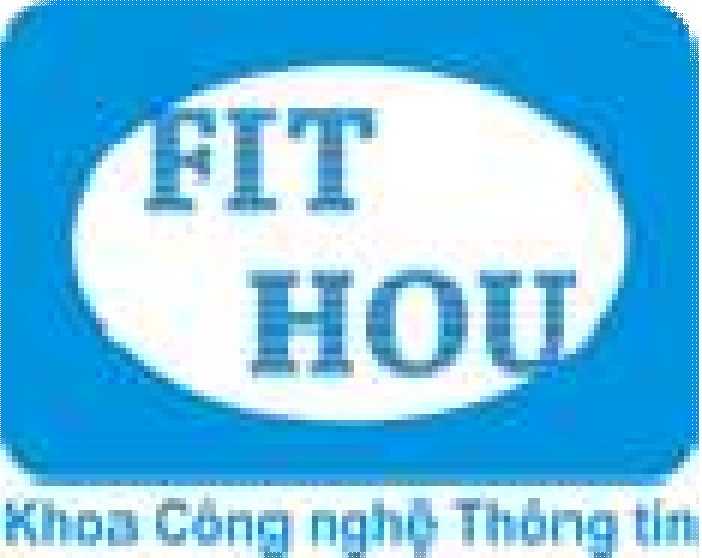 FIT
HOU
Khoa Công nghệ Thông tin